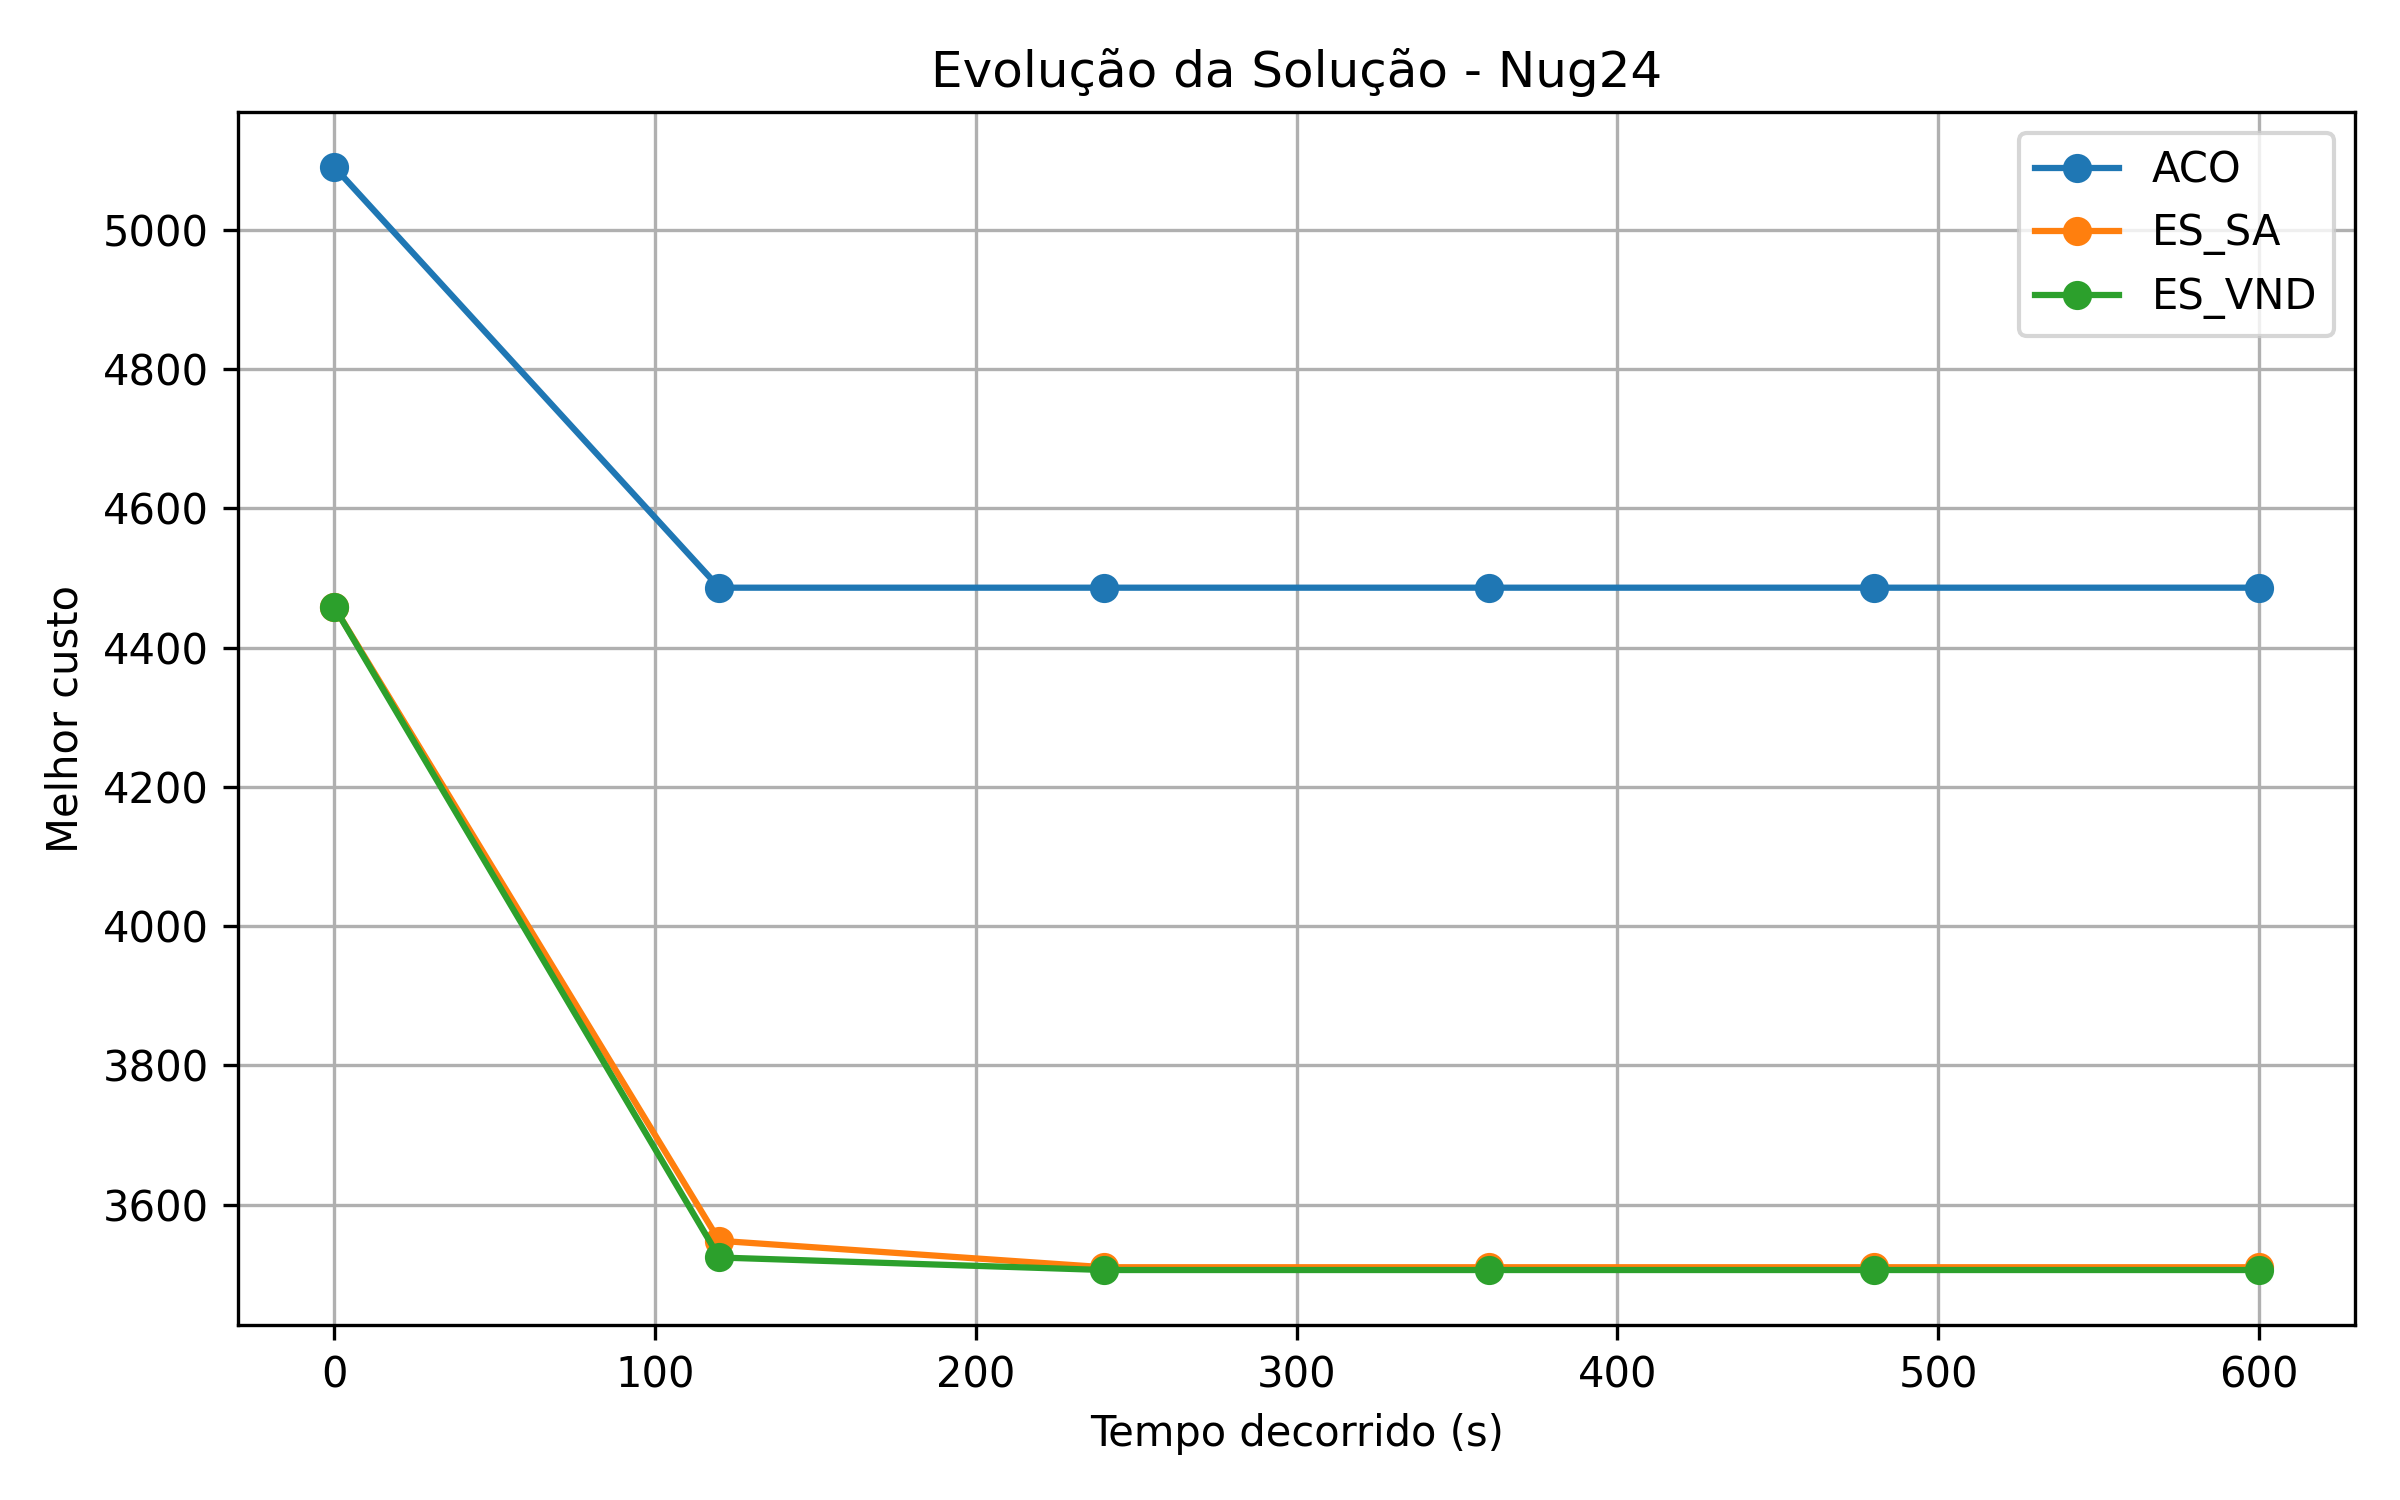 Evolução da Solução - Nug24
ACO
ES_SA
ES_VND
Melhor custo
5000
4800
4600
4400
4200
4000
3800
3600
0 100 200 300 400 500 600
Tempo decorrido (s)